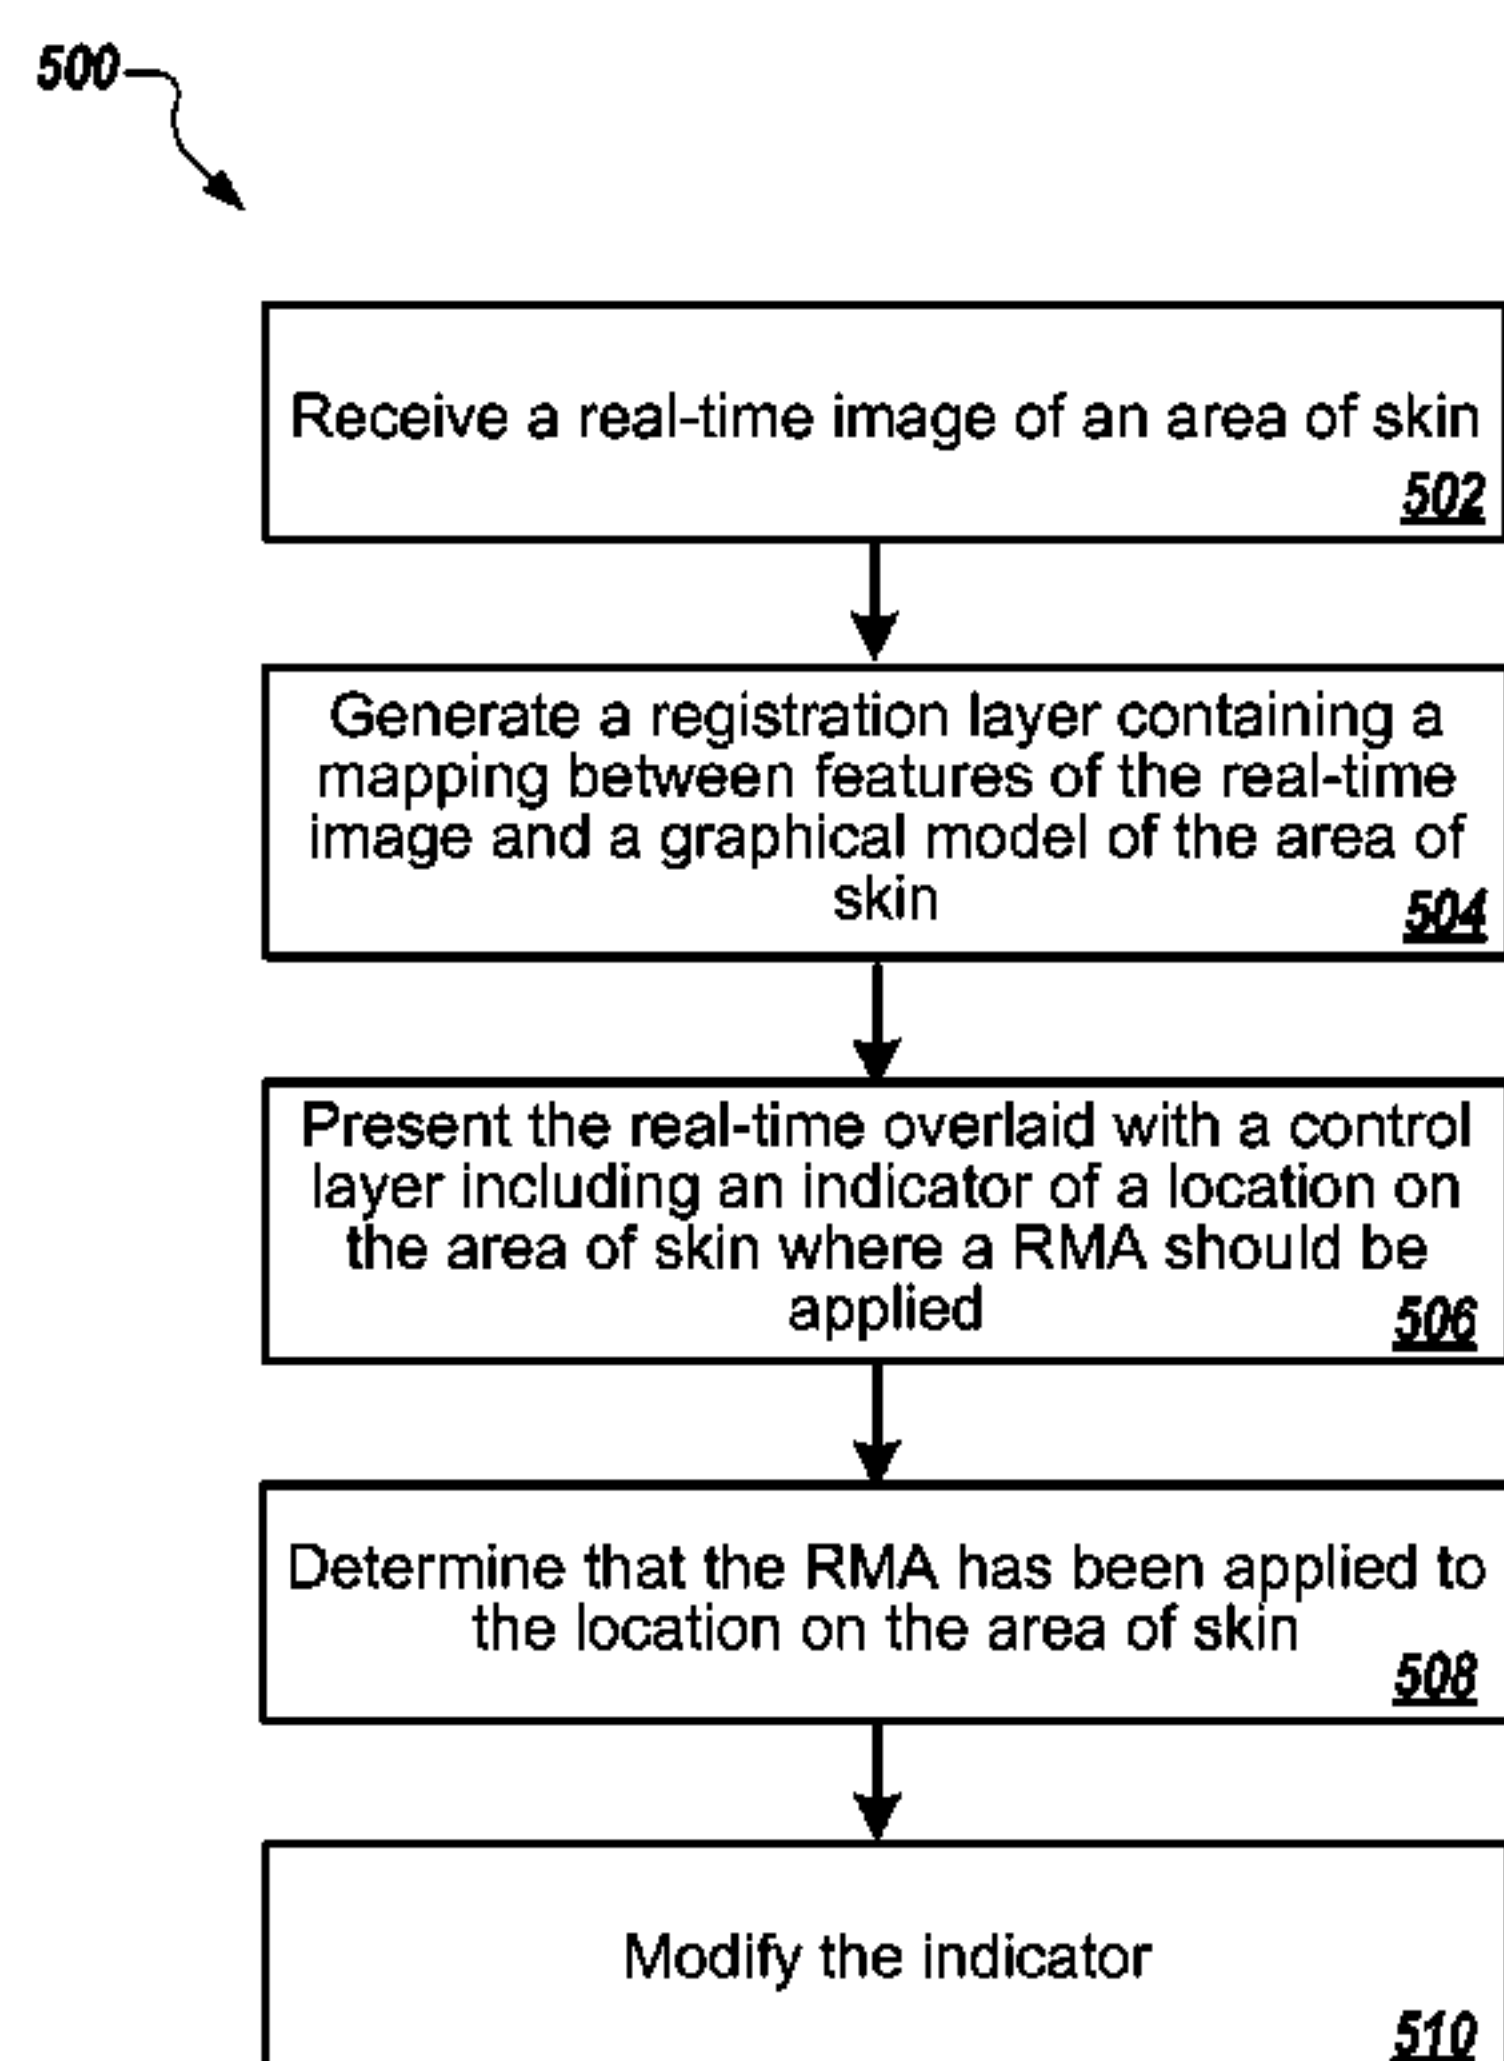 500
Receive a real-time image of an area of skin
502
Generate a registration layer containing a
mapping between features of the real-time
image and a graphical model of the area of
skin
504
Present the real-time overlaid with a control
layer including an indicator of a location on
the area of skin where a RMA should be
applied
506
Determine that the RMA has been applied to
the location on the area of skin
508
Modify the indicator
510